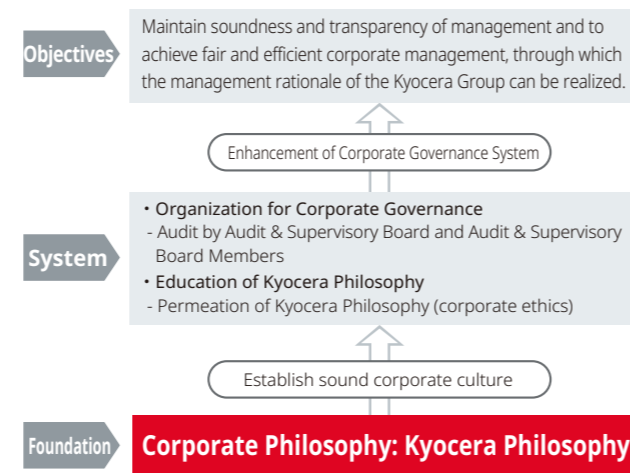 Objectives
Maintain soundness and transparency of management and to
achieve fair and efficient corporate management, through which
the management rationale of the Kyocera Group can be realized.
Enhancement of Corporate Governance System
System
・Organization for Corporate Governance
- Audit by Audit & Supervisory Board and Audit & Supervisory
Board Members
・Education of Kyocera Philosophy
- Permeation of Kyocera Philosophy (corporate ethics)
Establish sound corporate culture
Foundation
Corporate Philosophy: Kyocera Philosophy